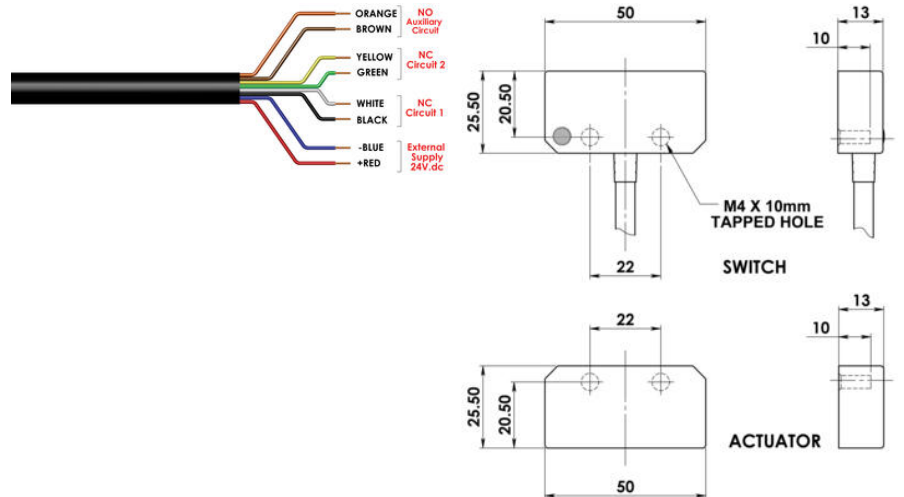 ORANGE
BROWN
NO
Auxiliary
Circuit
YELLOW
GREEN
NC
Circuit 2
WHITE
BLACK
NC
Circuit 1
-BLUE
+RED
External
Supply
24V.dc
50
13
10
25.50
20.50
M4 X 10mm
TAPPED HOLE
22
SWITCH
22
13
10
25.50
20.50
ACTUATOR
50